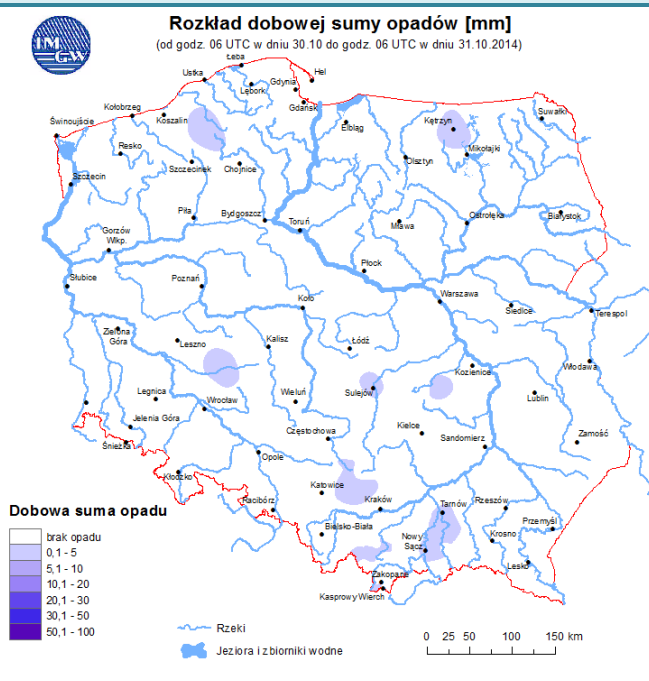 IM
GW
Rozkład dobowej sumy opadów [mm]
(od godz. 06 UTC w dniu 30.10 do godz. 06 UTC w dniu 31.10.2014)
Łeba
Ustka
Hel
Gdynia
Lębork
Gdańsk
Kołobrzeg
Koszalin
Suwałki
Świnoujście
Elbląg
Kętrzyn
Resko
Mikołajki
Olsztyn
Szczecinek
Chojnice
Szczecin
Piła
Bydgoszcz
Toruń
Ostrołęka
Białystok
Mława
Gorzów
Wlkp.
Płock
Słubice
Poznań
Koło
Warszawa
Siedlce
Terespol
Zielona
Góra
Leszno
Kalisz
Łódź
Kozienice
Włodawa
Legnica
Wrocław
Wieluń
Sulejów
Lublin
Jelenia Góra
Częstochowa
Kielce
Sandomierz
Zamość
Śnieżka
Opole
Kłodzko
Katowice
Racibórz
Kraków
Tarnów
Rzeszów
Przemyśl
Bielsko-Biała
Nowy
Sącz
Krosno
Lesko
Zakopane
Kasprowy Wierch
Dobowa suma opadu
brak opadu
0,1 - 5
5,1 - 10
10,1 - 20
20,1 - 30
30,1 - 50
50,1 - 100
Rzeki
Jeziora i zbiorniki wodne
0 25 50 100 150 km